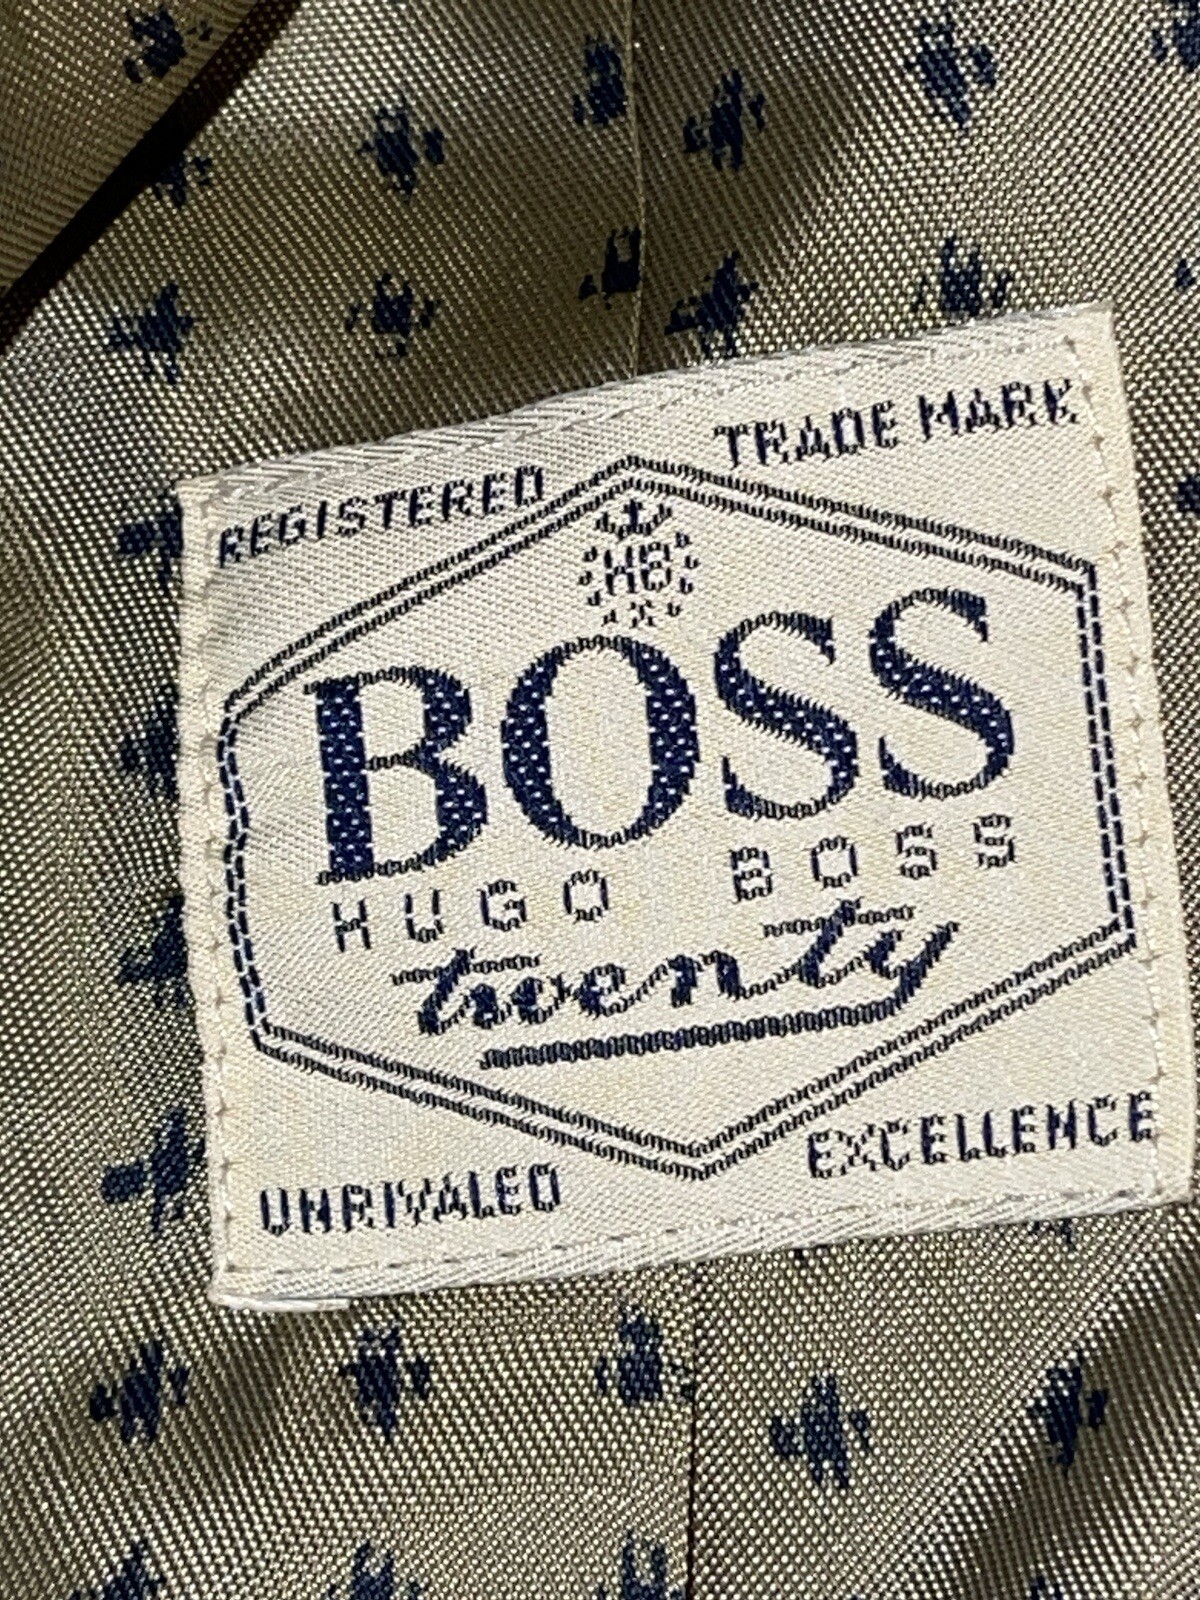 REGISTERED TRADE MARK
HB
BOSS
HUGO BOSS
twenty
UNRIVALED EXCELLENCE